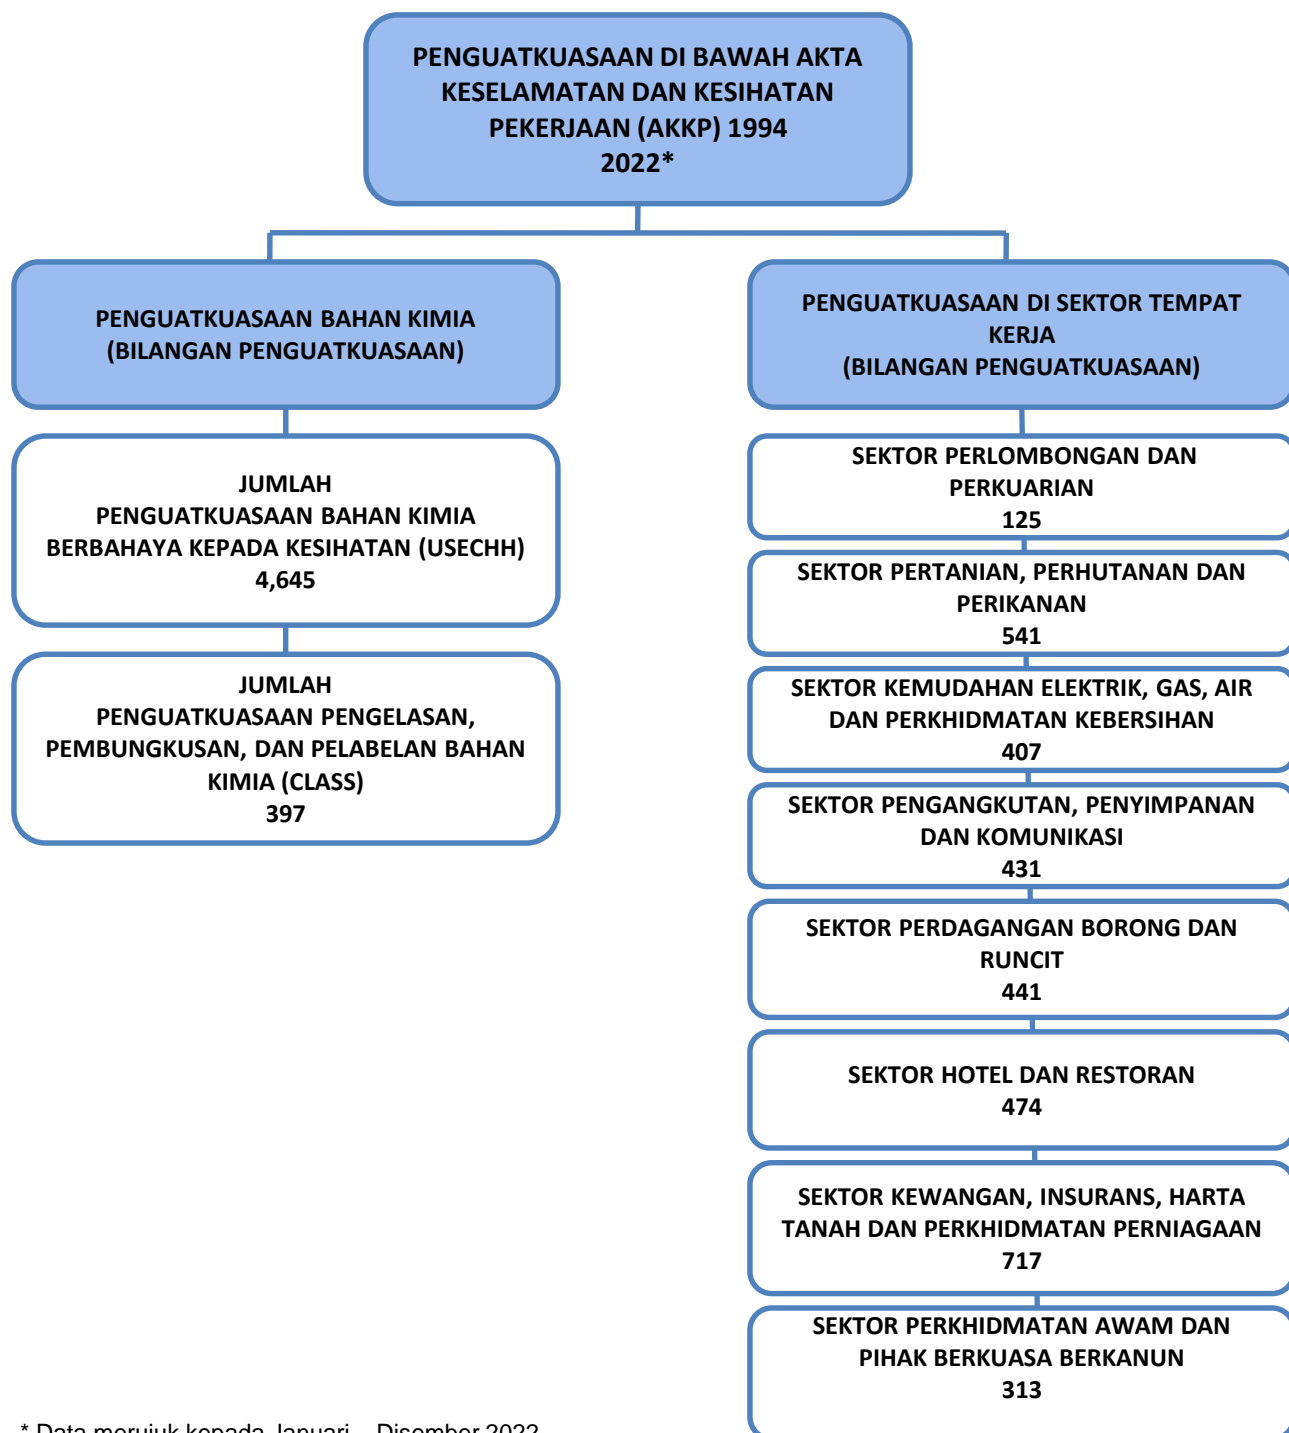 PENGUATKUASAAN DI BAWAH AKTA
KESELAMATAN DAN KESIHATAN
PEKERJAAN (AKKP) 1994
2022*
PENGUATKUASAAN BAHAN KIMIA
(BILANGAN PENGUATKUASAAN)
JUMLAH
PENGUATKUASAAN BAHAN KIMIA
BERBAHAYA KEPADA KESIHATAN (USECHH)
4,645
JUMLAH
PENGUATKUASAAN PENGELASAN,
PEMBUNGKUSAN, DAN PELABELAN BAHAN
KIMIA (CLASS)
397
PENGUATKUASAAN DI SEKTOR TEMPAT
KERJA
(BILANGAN PENGUATKUASAAN)
SEKTOR PERLOMBONGAN DAN
PERKUARIAN
125
SEKTOR PERTANIAN, PERHUTANAN DAN
PERIKANAN
541
SEKTOR KEMUDAHAN ELEKTRIK, GAS, AIR
DAN PERKHIDMATAN KEBERSIHAN
407
SEKTOR PENGANGKUTAN, PENYIMPANAN
DAN KOMUNIKASI
431
SEKTOR PERDAGANGAN BORONG DAN
RUNCIT
441
SEKTOR HOTEL DAN RESTORAN
474
SEKTOR KEWANGAN, INSURANS, HARTA
TANAH DAN PERKHIDMATAN PERNIAGAAN
717
SEKTOR PERKHIDMATAN AWAM DAN
PIHAK BERKUASA BERKANUN
313
* Data merujuk kepada Januari – Disember 2022